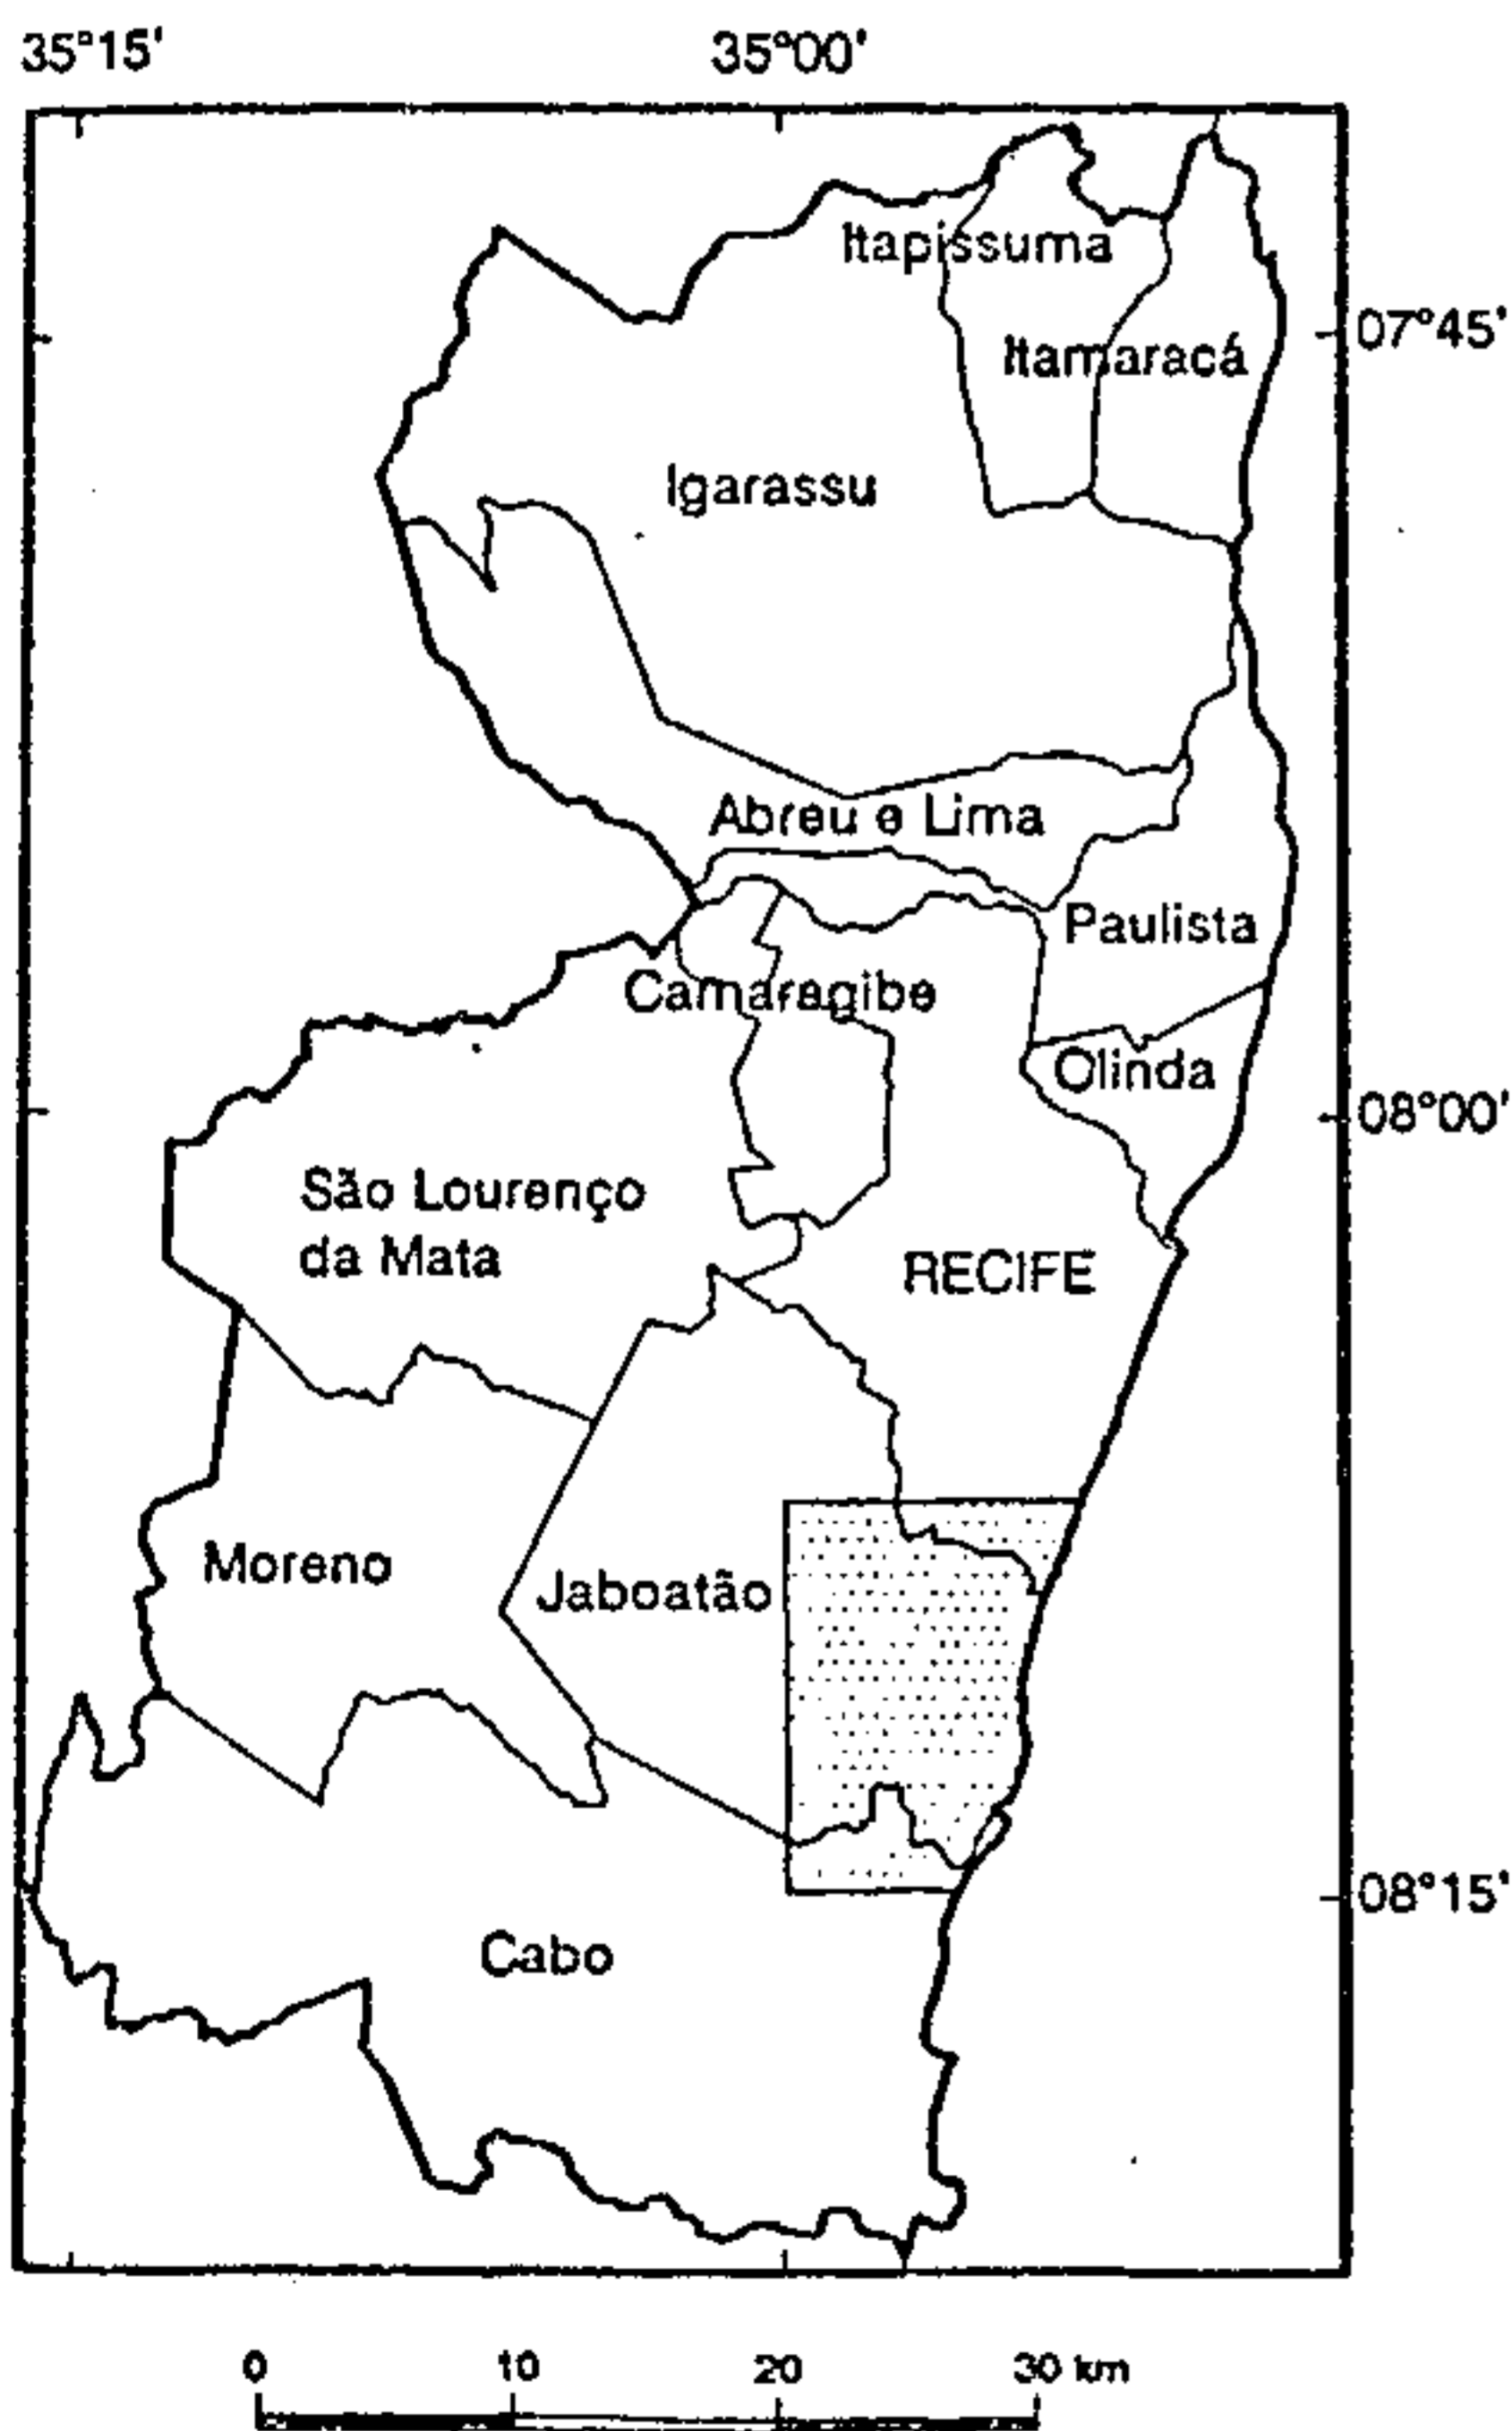 35°15' 35°00'
Itapissuma
07°45'
Itamaracá
Igarassu
Abreu e Lima
Paulista
Camaragibe
Olinda
08°00'
São Lourenço
da Mata
RECIFE
Moreno
Jaboatão
08°15'
Cabo
0 10 20 30 km